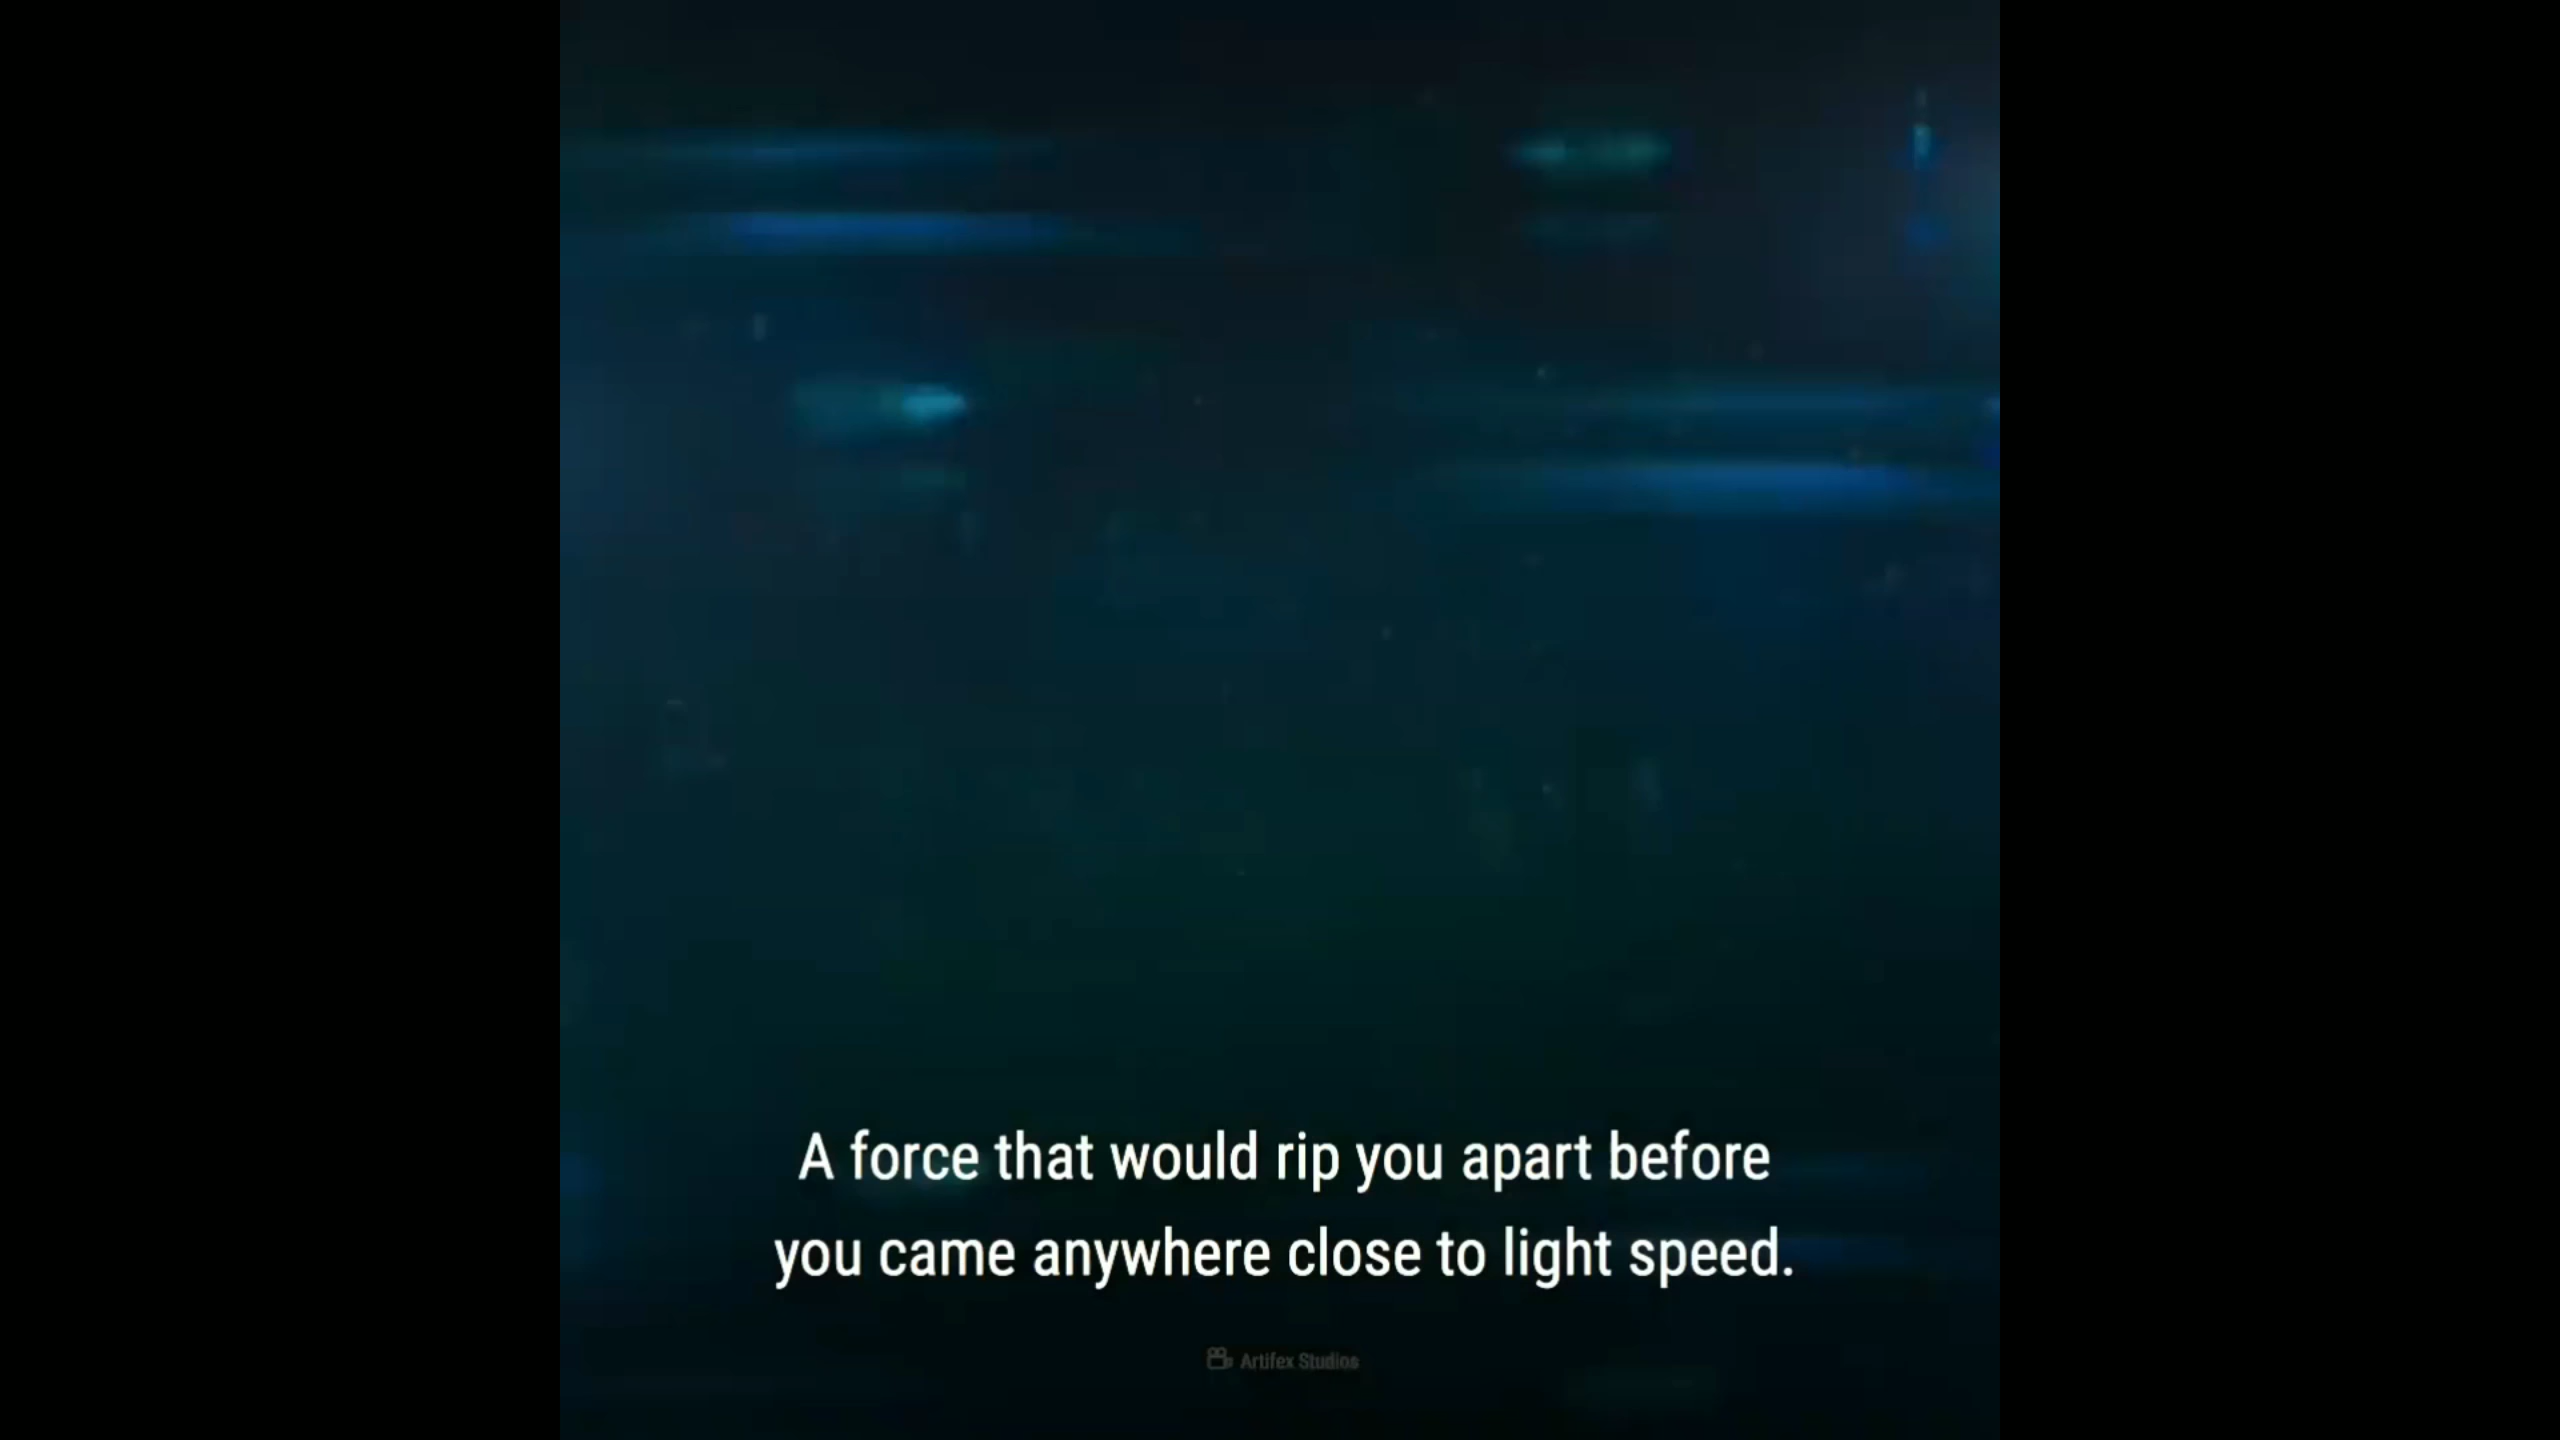 A force that would rip you apart before
you came anywhere close to light speed.
Artifex Studios